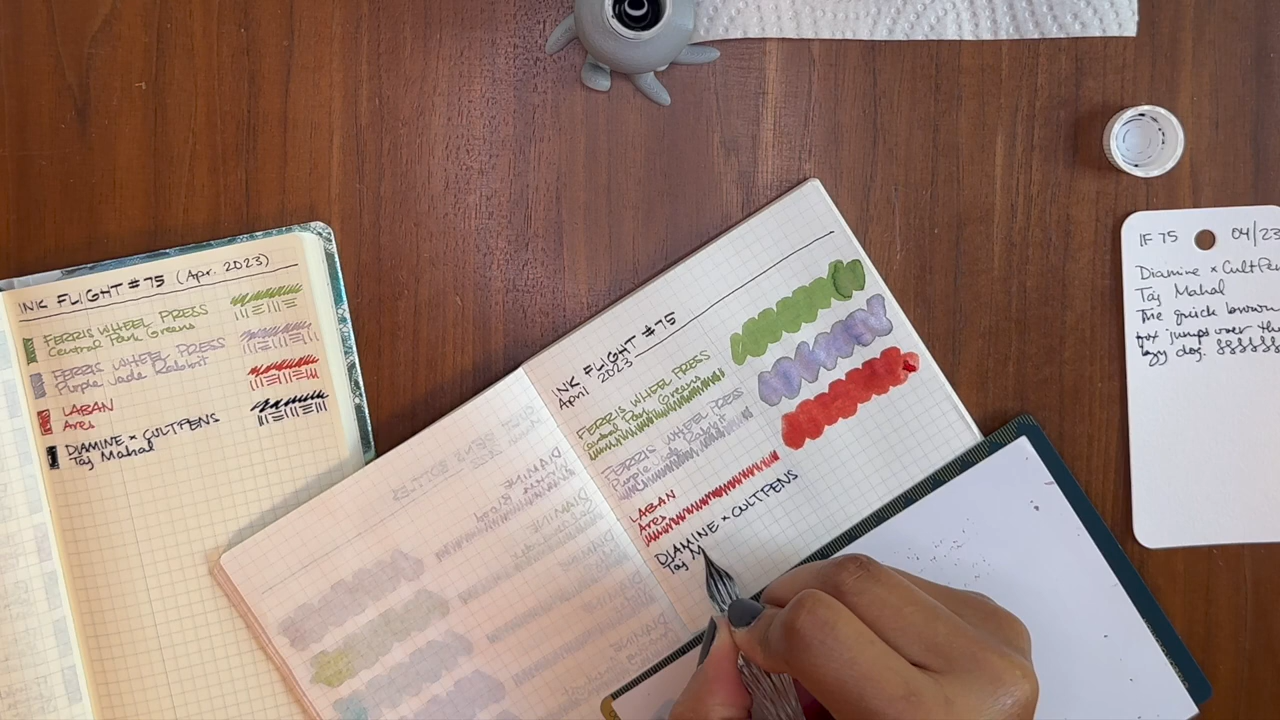 INK FLIGHT #75 (Apr. 2023)
FERRIS WHEEL PRESS
Central Park Greens
FERRIS WHEEL PRESS
Purple Jade Rabbit
LABAN
Ares
DIAMINE × CULTPENS
Taj Mahal
INK FLIGHT #75
April 2023
FERRIS WHEEL PRESS
Central Park Greens
FERRIS WHEEL PRESS
Purple Jade Rabbit
LABAN
Ares
DIAMINE × CULTPENS
Taj M
IF 75 04/23
Diamine × CultPen
Taj Mahal
The quick brown
fox jumps over th
lazy dog.